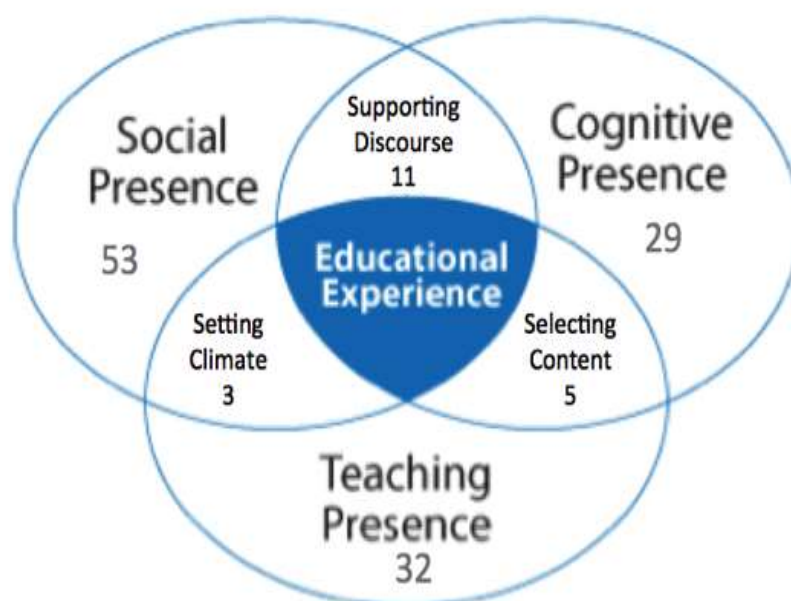 Social
Presence
53
Supporting
Discourse
11
Cognitive
Presence
29
Educational
Experience
Setting
Climate
3
Selecting
Content
5
Teaching
Presence
32